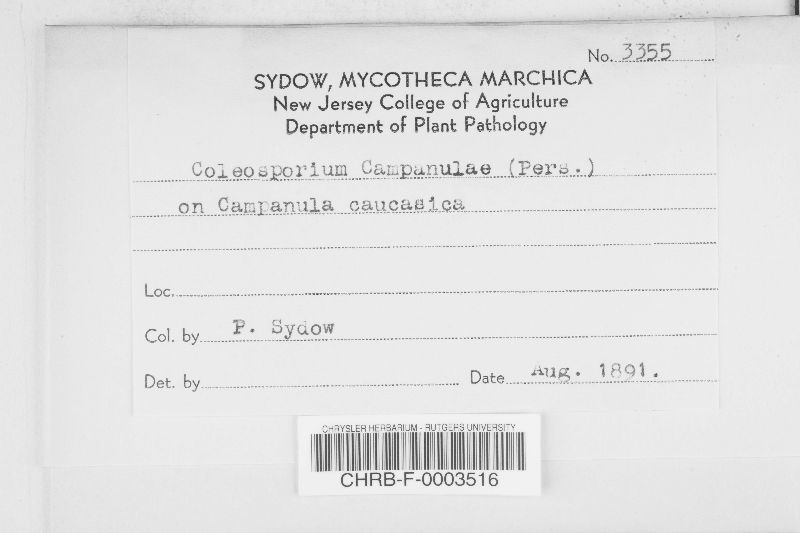 No. 3355
SYDOW, MYCOTHECA MARCHICA
New Jersey College of Agriculture
Department of Plant Pathology
Coleosporium Campanulae (Pers.)
on Campanula caucasica
Loc.
Col. by P. Sydow
Det. by Date Aug. 1891.
CHRYSLER HERBARIUM - RUTGERS UNIVERSITY
CHRB-F-0003516